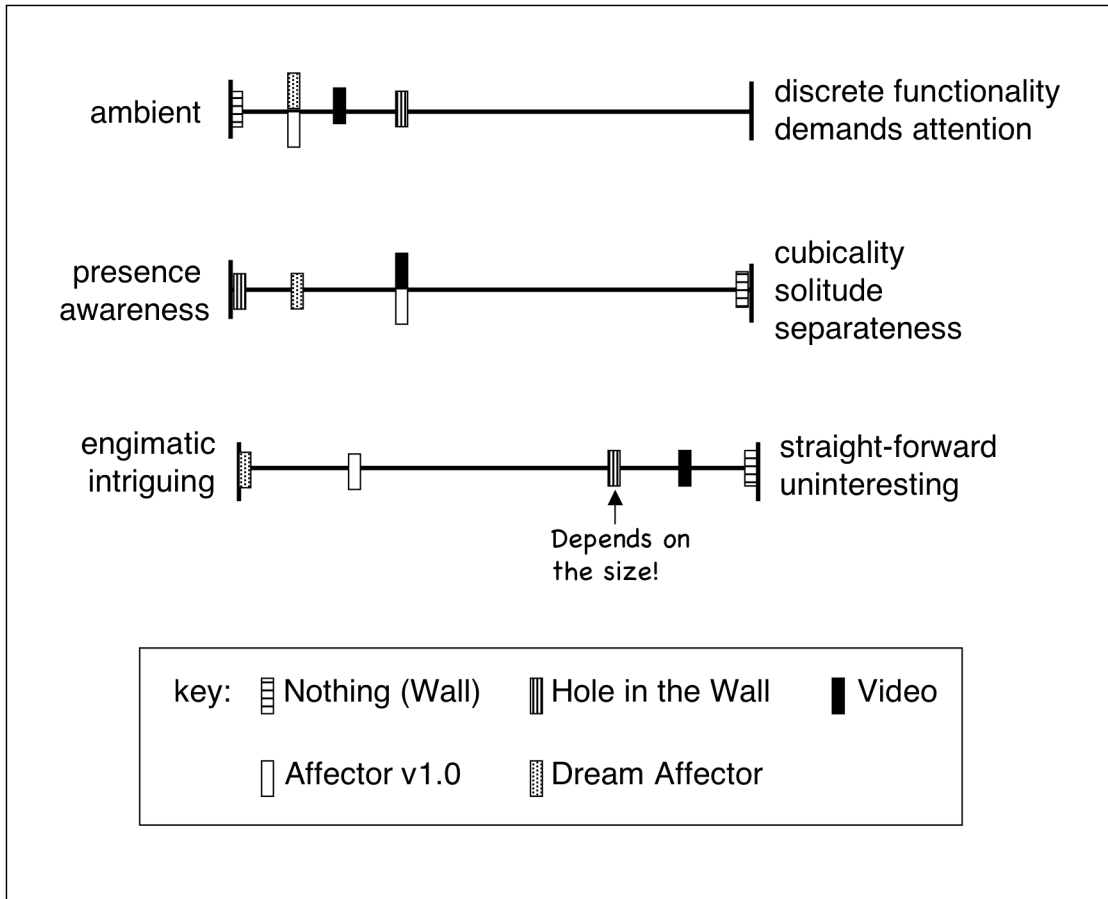 ambient
discrete functionality
demands attention
presence
awareness
cubicality
solitude
separateness
engimatic
intriguing
straight-forward
uninteresting
Depends on
the size!
key: Nothing (Wall) Hole in the Wall Video
Affector v1.0 Dream Affector